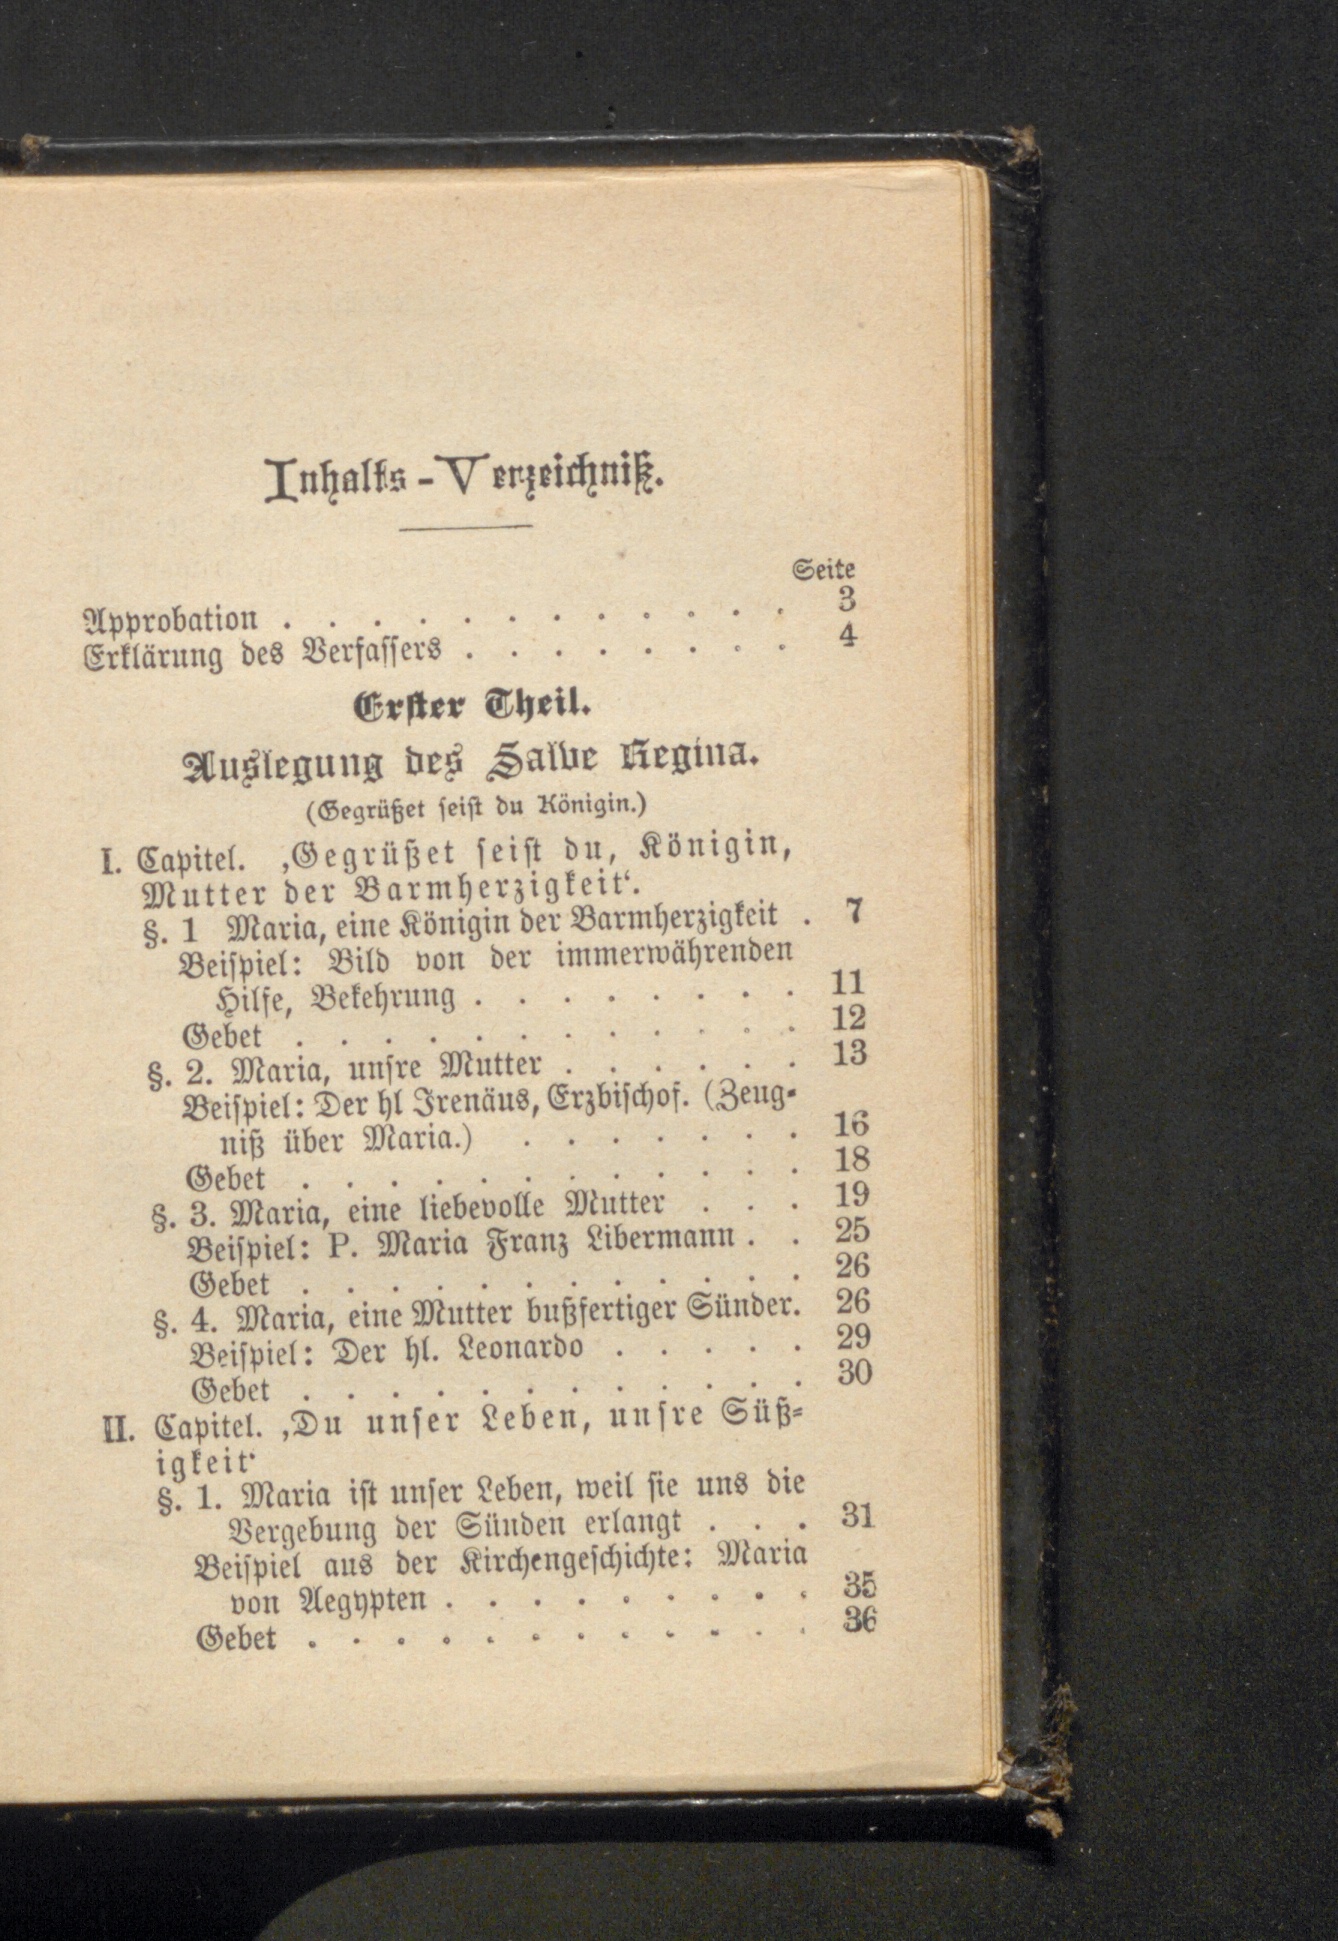 Inhalts-Verzeichniß.
Seite
Approbation . . . . . . . . . . . . 3
Erklärung des Verfassers . . . . . . . . 4
Erster Theil.
Auslegung des Salve Regina.
(Gegrüßet seist du Königin.)
I. Capitel. ‚Gegrüßet seist du, Königin,
Mutter der Barmherzigkeit‘.
§. 1 Maria, eine Königin der Barmherzigkeit . 7
Beispiel: Bild von der immerwährenden
Hilfe, Bekehrung . . . . . . . . 11
Gebet . . . . . . . . . . . . 12
§. 2. Maria, unsre Mutter . . . . . . 13
Beispiel: Der hl Irenäus, Erzbischof. (Zeug-
niß über Maria.) . . . . . . . 16
Gebet . . . . . . . . . . . . 18
§. 3. Maria, eine liebevolle Mutter . . . 19
Beispiel: P. Maria Franz Libermann . . 25
Gebet . . . . . . . . . . . . 26
§. 4. Maria, eine Mutter bußfertiger Sünder. 26
Beispiel: Der hl. Leonardo . . . . . 29
Gebet . . . . . . . . . . . . 30
II. Capitel. ‚Du unser Leben, unsre Süß-
igkeit‘
§. 1. Maria ist unser Leben, weil sie uns die
Vergebung der Sünden erlangt . . . 31
Beispiel aus der Kirchengeschichte: Maria
von Aegypten . . . . . . . . . 35
Gebet . . . . . . . . . . . . 36